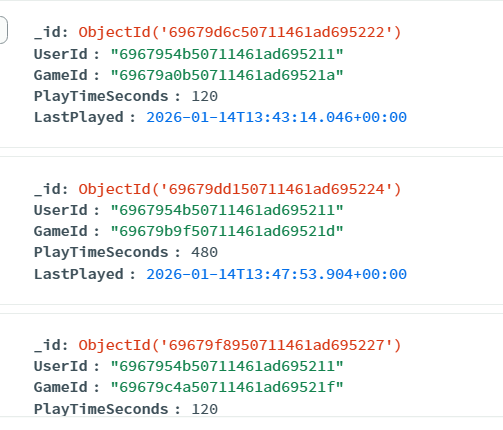 _id: ObjectId('69679d6c50711461ad695222')
UserId : "6967954b50711461ad695211"
GameId : "69679a0b50711461ad69521a"
PlayTimeSeconds : 120
LastPlayed : 2026-01-14T13:43:14.046+00:00
_id: ObjectId('69679dd150711461ad695224')
UserId : "6967954b50711461ad695211"
GameId : "69679b9f50711461ad69521d"
PlayTimeSeconds : 480
LastPlayed : 2026-01-14T13:47:53.904+00:00
_id: ObjectId('69679f8950711461ad695227')
UserId : "6967954b50711461ad695211"
GameId : "69679c4a50711461ad69521f"
PlayTimeSeconds : 120